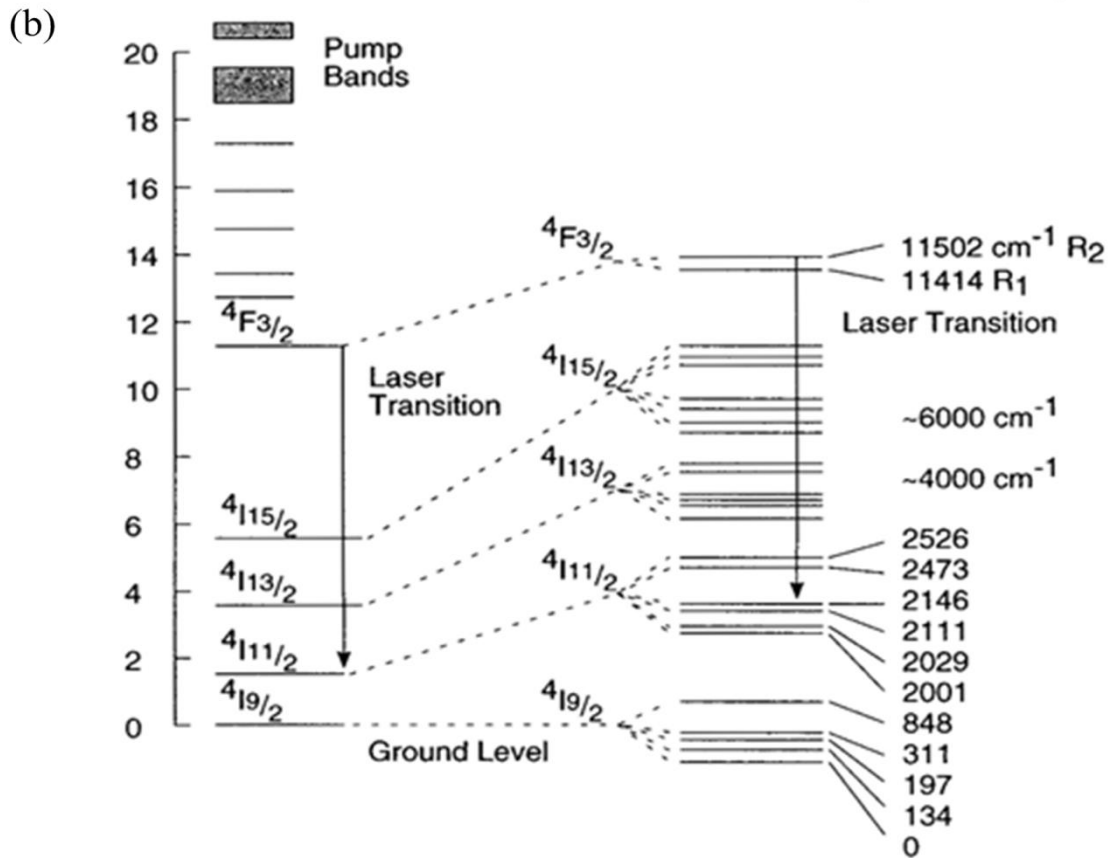 (b)
20
18
16
14
12
10
8
6
4
2
0
Pump
Bands
4F3/2
Laser
Transition
4I15/2
4I13/2
4I11/2
4I9/2
Ground Level
4F3/2
4I15/2
4I13/2
4I11/2
4I9/2
11502 cm-1 R2
11414 R1
Laser Transition
~6000 cm-1
~4000 cm-1
2526
2473
2146
2111
2029
2001
848
311
197
134
0